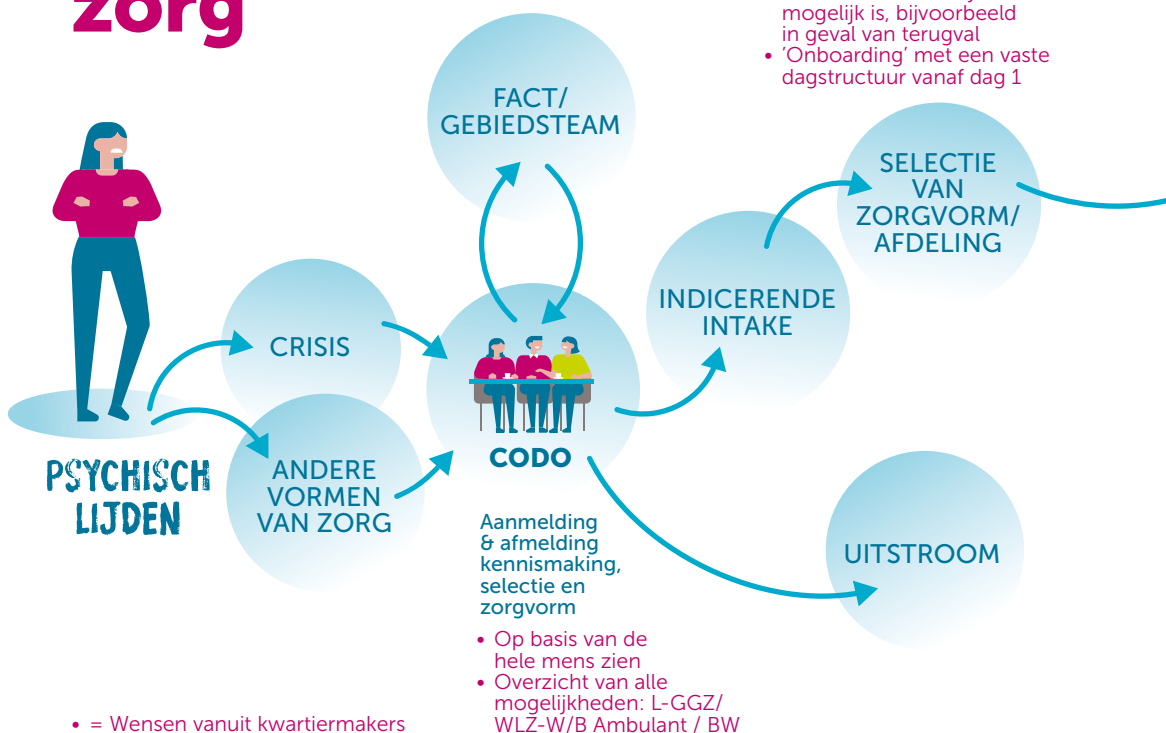 zorg
mogelijk is, bijvoorbeeld
in geval van terugval
• 'Onboarding' met een vaste
dagstructuur vanaf dag 1
FACT/
GEBIEDSTEAM
SELECTIE
VAN
ZORGVORM/
AFDELING
INDICERENDE
INTAKE
CRISIS
PSYCHISCH
LIJDEN
ANDERE
VORMEN
VAN ZORG
CODO
Aanmelding
& afmelding
kennismaking,
selectie en
zorgvorm
• Op basis van de
hele mens zien
• Overzicht van alle
mogelijkheden: L-GGZ/
WLZ-W/B Ambulant / BW
UITSTROOM
• = Wensen vanuit kwartiermakers